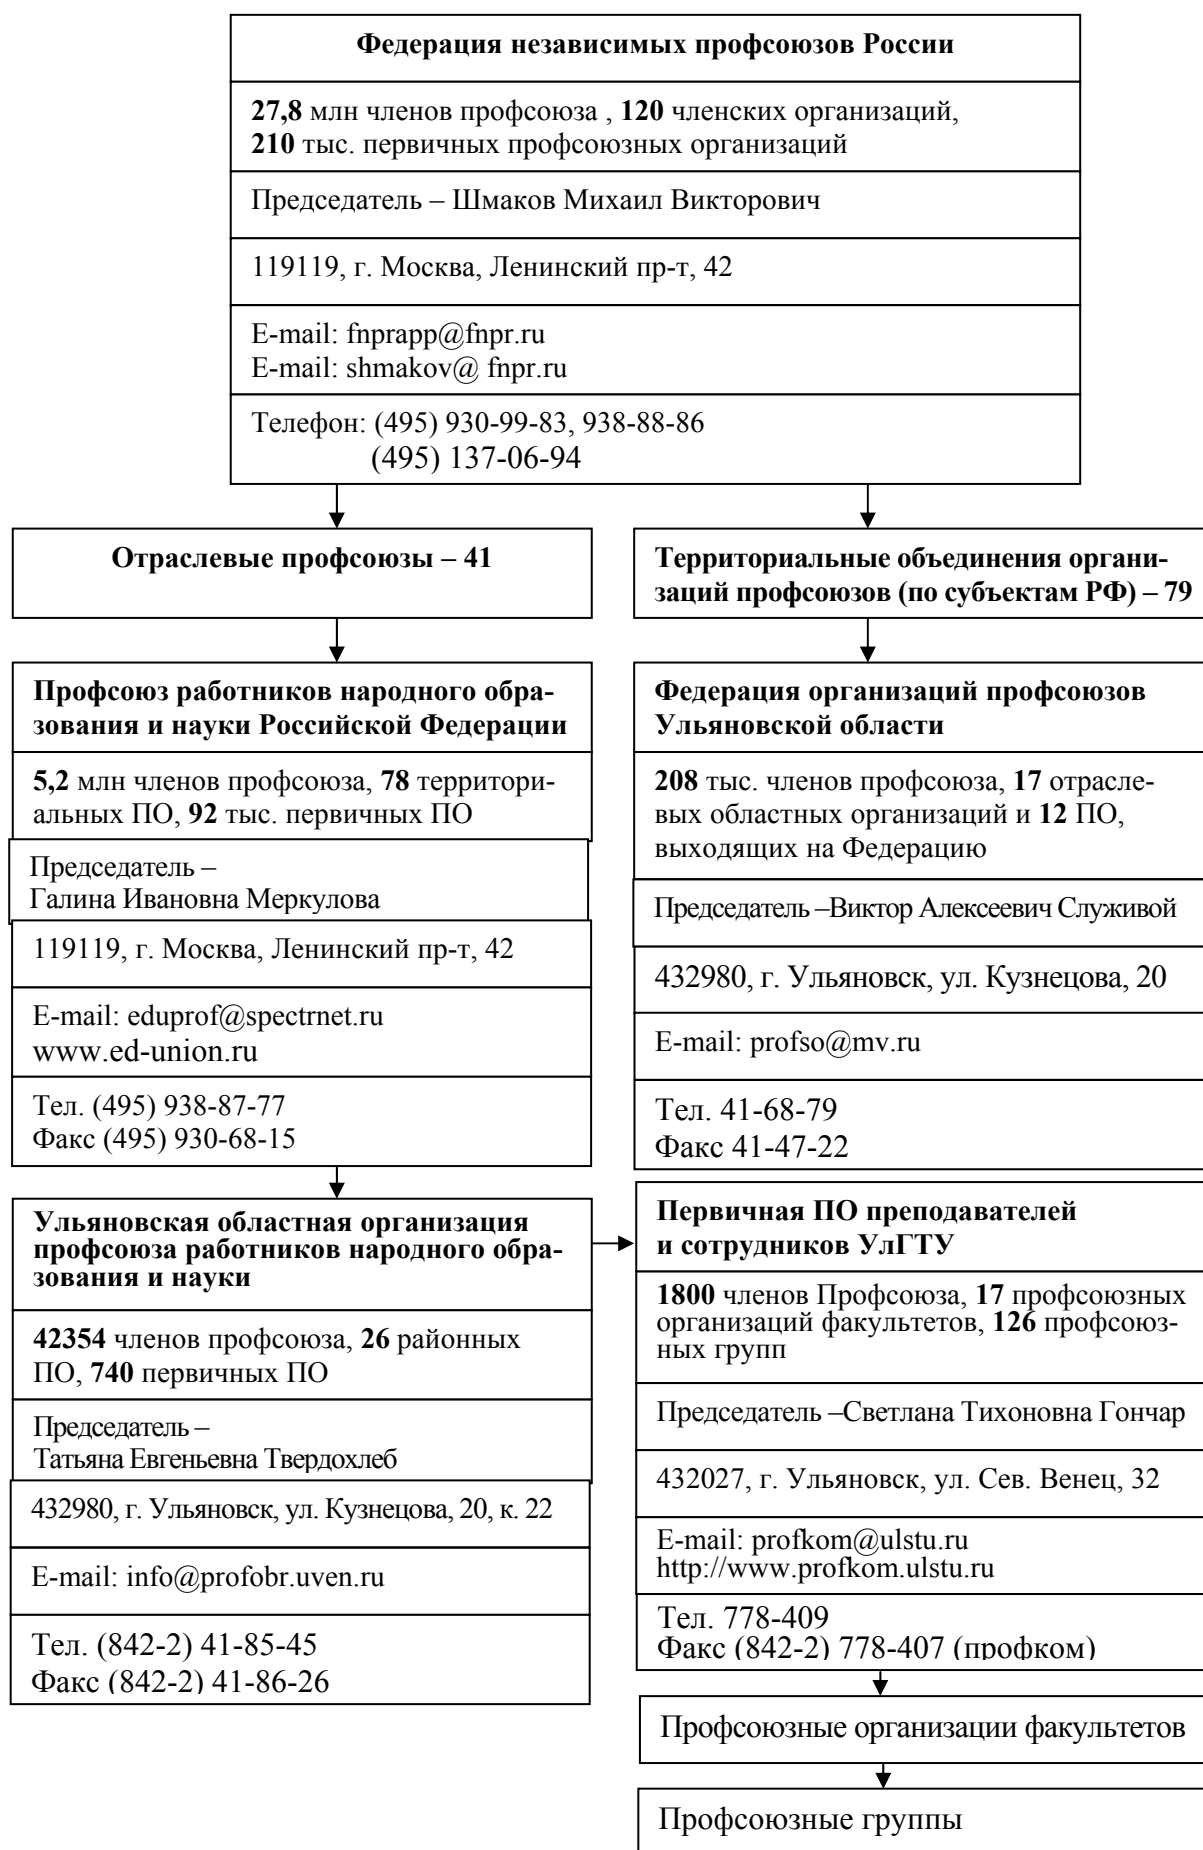 Федерация независимых профсоюзов России
27,8 млн членов профсоюза , 120 членских организаций,
210 тыс. первичных профсоюзных организаций
Председатель – Шмаков Михаил Викторович
119119, г. Москва, Ленинский пр-т, 42
E-mail: fnprapp@fnpr.ru
E-mail: shmakov@ fnpr.ru
Телефон: (495) 930-99-83, 938-88-86
(495) 137-06-94
Отраслевые профсоюзы – 41
Территориальные объединения органи-
заций профсоюзов (по субъектам РФ) – 79
Профсоюз работников народного обра-
зования и науки Российской Федерации
5,2 млн членов профсоюза, 78 территори-
альных ПО, 92 тыс. первичных ПО
Председатель –
Галина Ивановна Меркулова
119119, г. Москва, Ленинский пр-т, 42
E-mail: eduprof@spectrnet.ru
www.ed-union.ru
Тел. (495) 938-87-77
Факс (495) 930-68-15
Федерация организаций профсоюзов
Ульяновской области
208 тыс. членов профсоюза, 17 отрасле-
вых областных организаций и 12 ПО,
выходящих на Федерацию
Председатель –Виктор Алексеевич Служивой
432980, г. Ульяновск, ул. Кузнецова, 20
E-mail: profso@mv.ru
Тел. 41-68-79
Факс 41-47-22
Ульяновская областная организация
профсоюза работников народного обра-
зования и науки
42354 членов профсоюза, 26 районных
ПО, 740 первичных ПО
Председатель –
Татьяна Евгеньевна Твердохлеб
432980, г. Ульяновск, ул. Кузнецова, 20, к. 22
E-mail: info@profobr.uven.ru
Тел. (842-2) 41-85-45
Факс (842-2) 41-86-26
Первичная ПО преподавателей
и сотрудников УлГТУ
1800 членов Профсоюза, 17 профсоюзных
организаций факультетов, 126 профсоюз-
ных групп
Председатель –Светлана Тихоновна Гончар
432027, г. Ульяновск, ул. Сев. Венец, 32
E-mail: profkom@ulstu.ru
http://www.profkom.ulstu.ru
Тел. 778-409
Факс (842-2) 778-407 (профком)
Профсоюзные организации факультетов
Профсоюзные группы